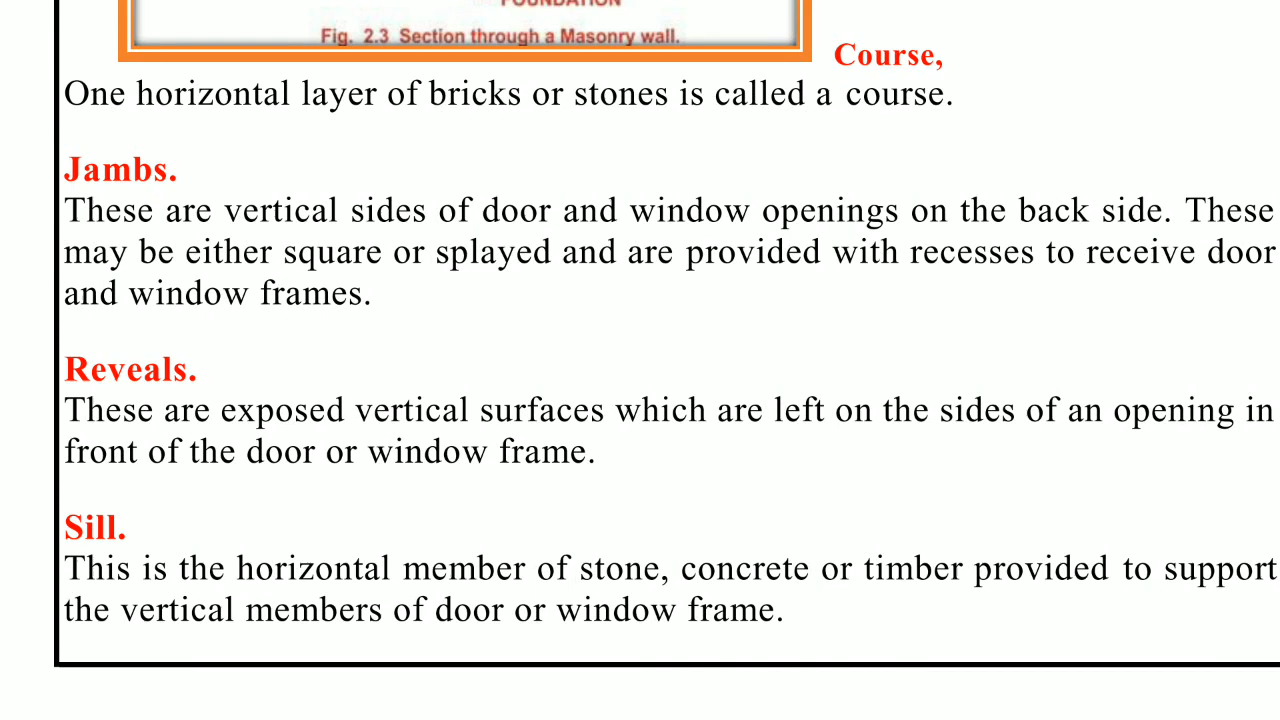 FOUNDATION
Fig. 2.3 Section through a Masonry wall.
Course,
One horizontal layer of bricks or stones is called a course.
Jambs.
These are vertical sides of door and window openings on the back side. These
may be either square or splayed and are provided with recesses to receive door
and window frames.
Reveals.
These are exposed vertical surfaces which are left on the sides of an opening in
front of the door or window frame.
Sill.
This is the horizontal member of stone, concrete or timber provided to support
the vertical members of door or window frame.